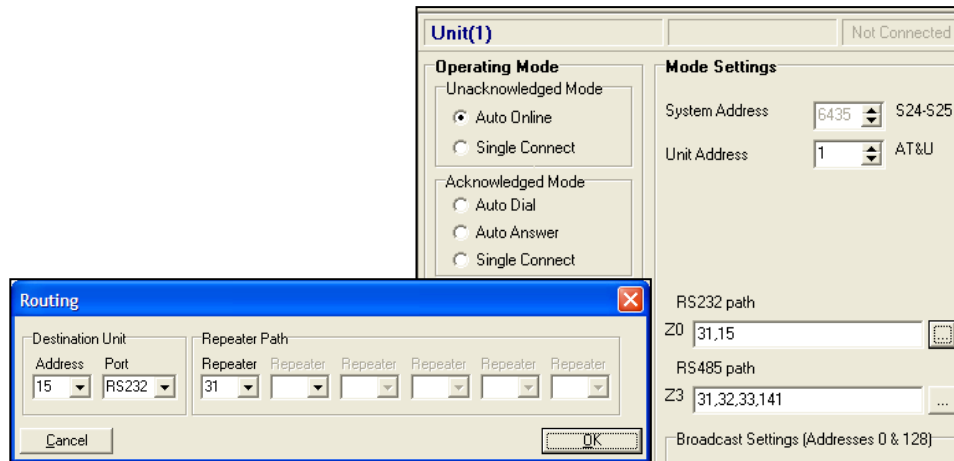 Unit(1) Not Connected
Operating Mode
Unacknowledged Mode
Auto Online
Single Connect
Acknowledged Mode
Auto Dial
Auto Answer
Single Connect
Mode Settings
System Address 6435 S24-S25
Unit Address 1 AT&U
RS232 path
Z0 31,15 ...
RS485 path
Z3 31,32,33,141 ...
Broadcast Settings (Addresses 0 & 128)
Routing
Destination Unit
Address Port
15 RS232
Repeater Path
Repeater Repeater Repeater Repeater Repeater Repeater
31
Cancel OK